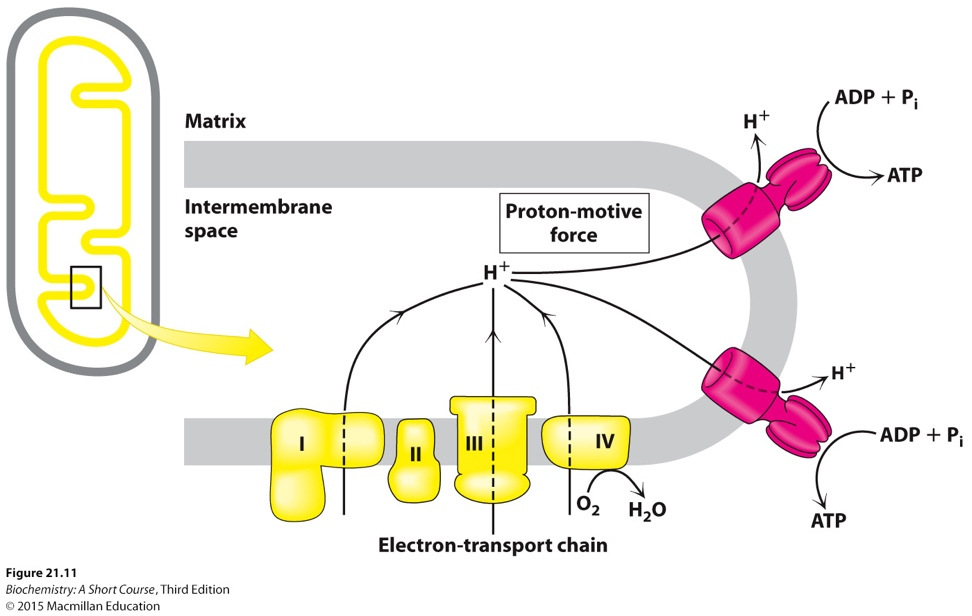 Matrix
Intermembrane
space
Proton-motive
force
H⁺
H⁺
ADP + Pᵢ
ATP
H⁺
ADP + Pᵢ
ATP
I
II
III
IV
O₂
H₂O
Electron-transport chain
Figure 21.11
Biochemistry: A Short Course, Third Edition
© 2015 Macmillan Education